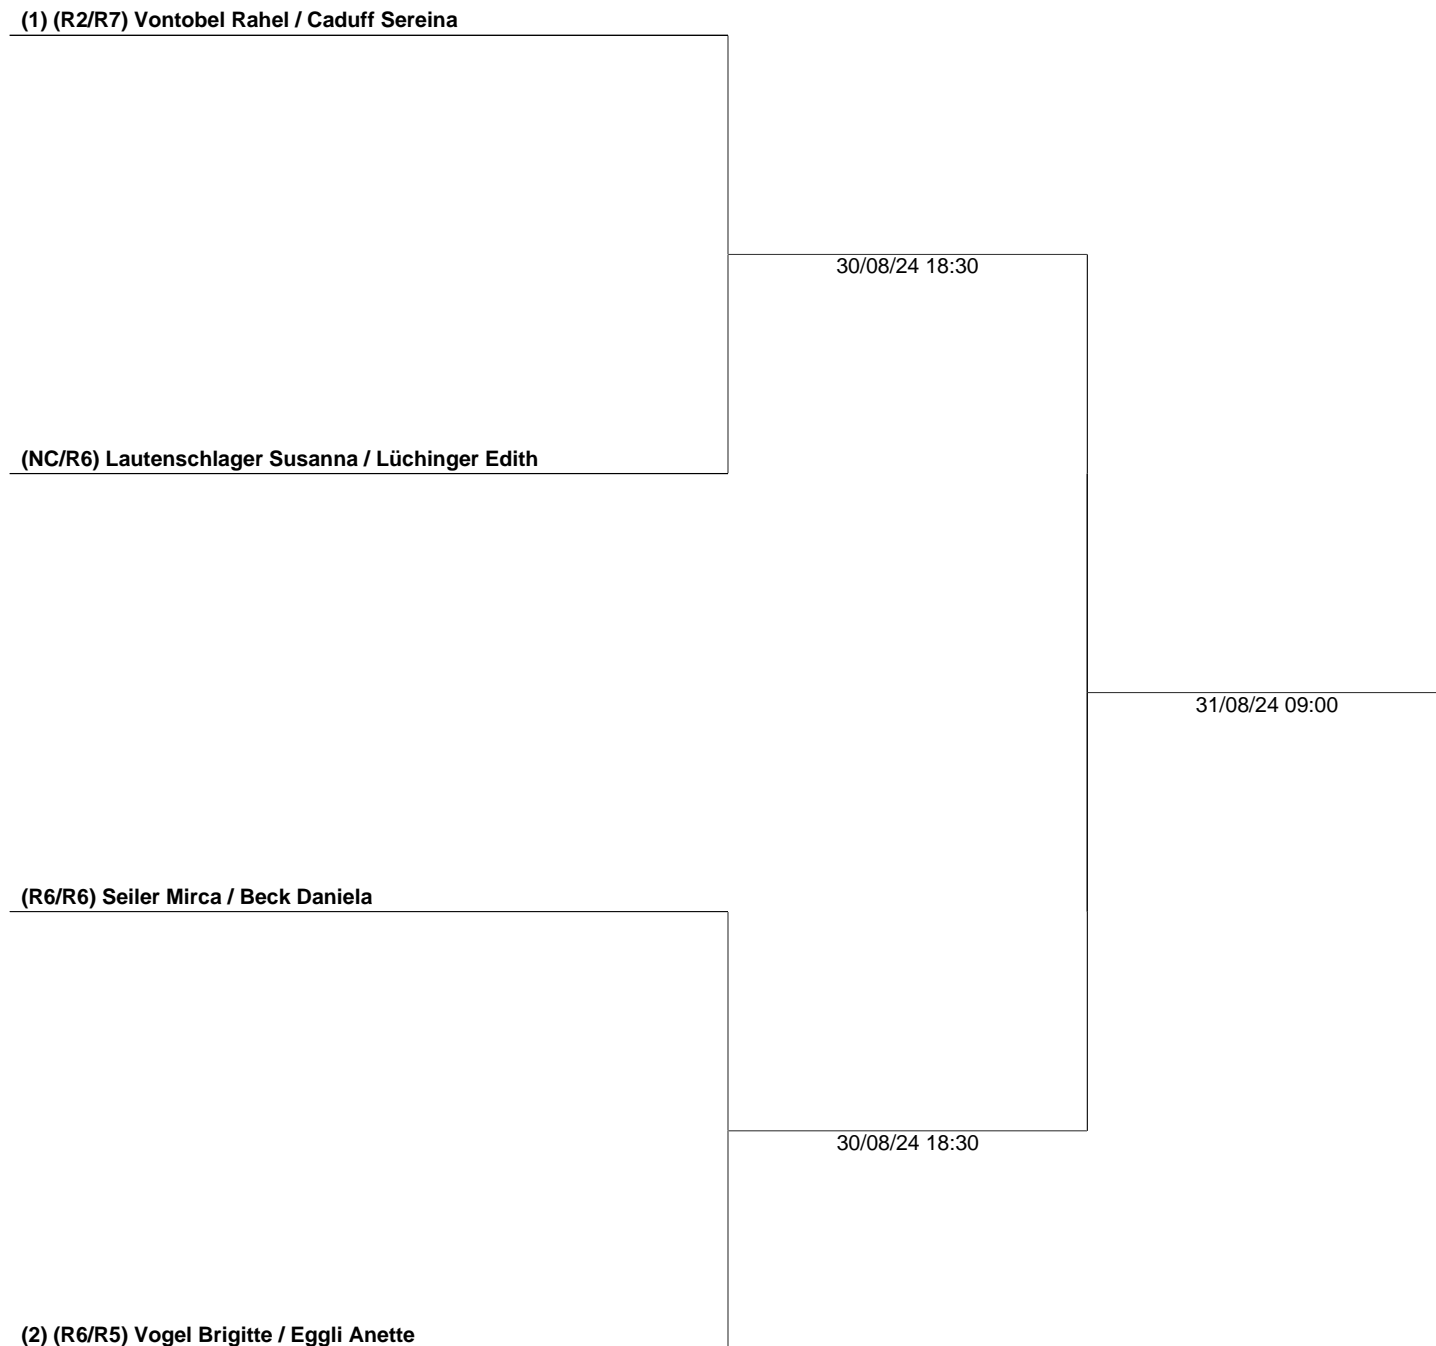 (1) (R2/R7) Vontobel Rahel / Caduff Sereina
30/08/24 18:30
(NC/R6) Lautenschlager Susanna / Lüchinger Edith
31/08/24 09:00
(R6/R6) Seiler Mirca / Beck Daniela
30/08/24 18:30
(2) (R6/R5) Vogel Brigitte / Eggli Anette